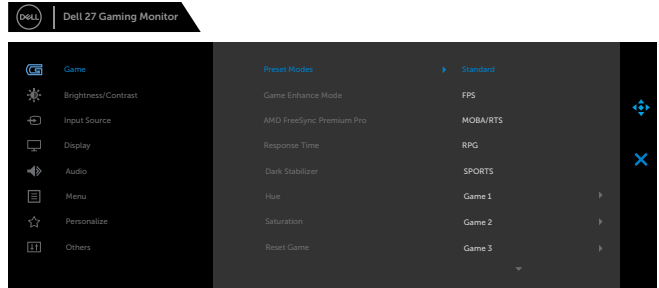 DELL Dell 27 Gaming Monitor
Game Preset Modes Standard
Brightness/Contrast Game Enhance Mode FPS
Input Source AMD FreeSync Premium Pro MOBA/RTS
Display Response Time RPG
Audio Dark Stabilizer SPORTS
Menu Hue Game 1
Personalize Saturation Game 2
Others Reset Game Game 3